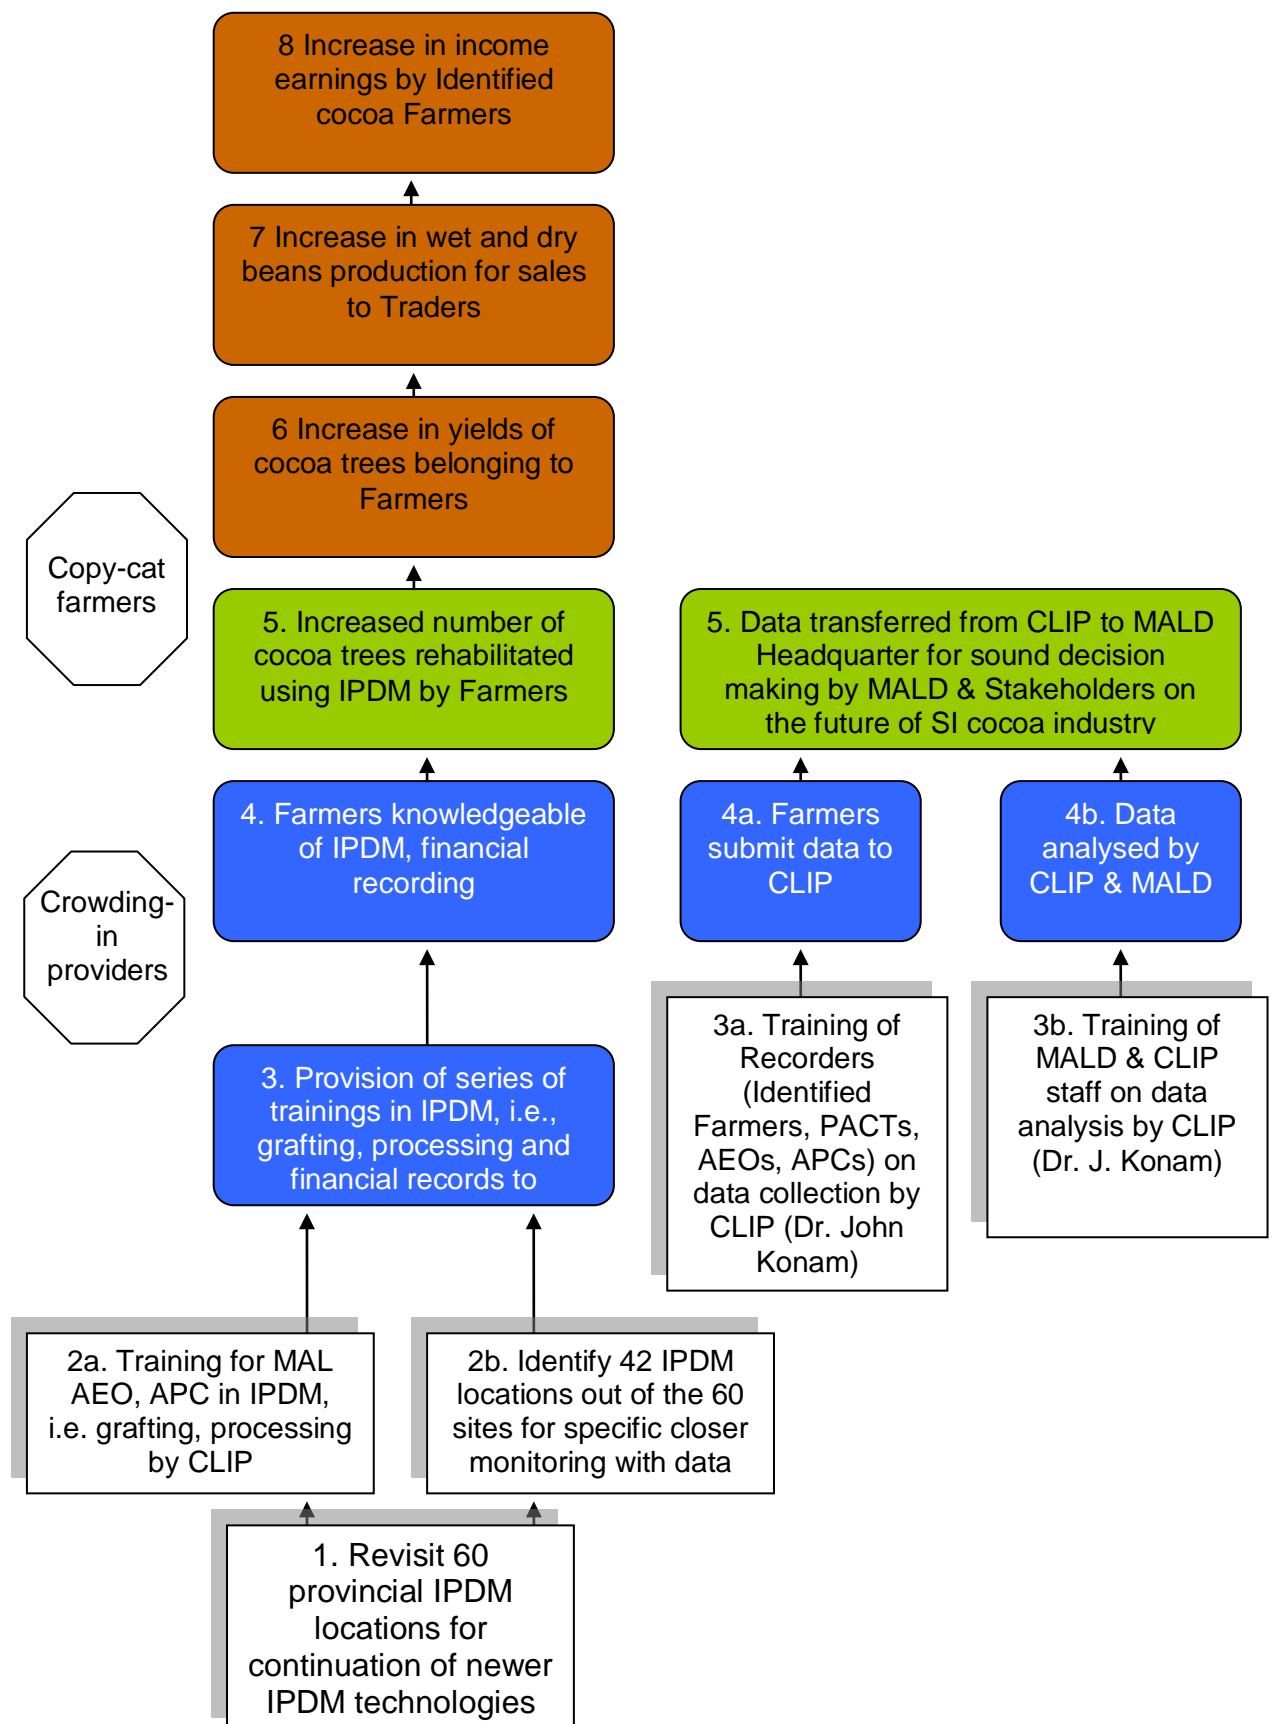 8 Increase in income
earnings by Identified
cocoa Farmers
7 Increase in wet and dry
beans production for sales
to Traders
6 Increase in yields of
cocoa trees belonging to
Farmers
Copy-cat
farmers
5. Increased number of
cocoa trees rehabilitated
using IPDM by Farmers
5. Data transferred from CLIP to MALD
Headquarter for sound decision
making by MALD & Stakeholders on
the future of SI cocoa industry
4. Farmers knowledgeable
of IPDM, financial
recording
4a. Farmers
submit data to
CLIP
4b. Data
analysed by
CLIP & MALD
Crowding-
in
providers
3. Provision of series of
trainings in IPDM, i.e.,
grafting, processing and
financial records to
3a. Training of
Recorders
(Identified
Farmers, PACTs,
AEOs, APCs) on
data collection by
CLIP (Dr. John
Konam)
3b. Training of
MALD & CLIP
staff on data
analysis by CLIP
(Dr. J. Konam)
2a. Training for MAL
AEO, APC in IPDM,
i.e. grafting, processing
by CLIP
2b. Identify 42 IPDM
locations out of the 60
sites for specific closer
monitoring with data
1. Revisit 60
provincial IPDM
locations for
continuation of newer
IPDM technologies